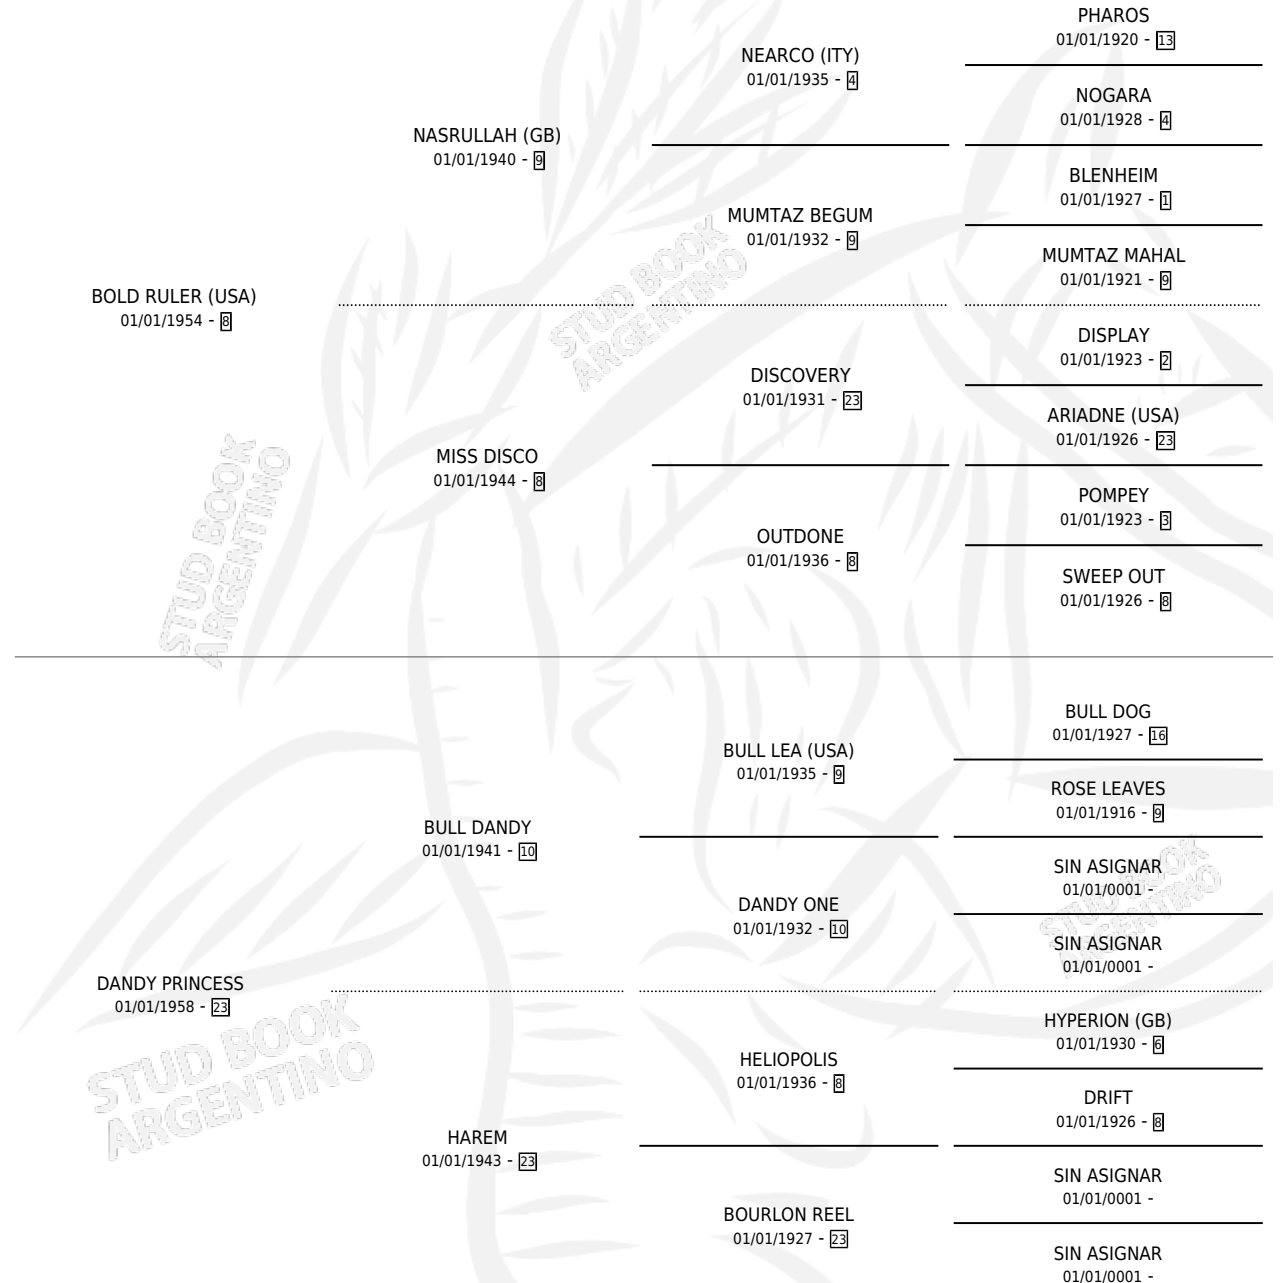 PHAROS
01/01/1920 - 13
NEARCO (ITY)
01/01/1935 - 4
NOGARA
01/01/1928 - 4
NASRULLAH (GB)
01/01/1940 - 9
BLENHEIM
01/01/1927 - 1
MUMTAZ BEGUM
01/01/1932 - 9
MUMTAZ MAHAL
01/01/1921 - 9
BOLD RULER (USA)
01/01/1954 - 8
DISPLAY
01/01/1923 - 2
DISCOVERY
01/01/1931 - 23
ARIADNE (USA)
01/01/1926 - 23
MISS DISCO
01/01/1944 - 8
POMPEY
01/01/1923 - 3
OUTDONE
01/01/1936 - 8
SWEEP OUT
01/01/1926 - 8
STUD BOOK
ARGENTINO
STUD BOOK
ARGENTINO
BULL DOG
01/01/1927 - 16
BULL LEA (USA)
01/01/1935 - 9
ROSE LEAVES
01/01/1916 - 9
BULL DANDY
01/01/1941 - 10
SIN ASIGNAR
01/01/0001 -
DANDY ONE
01/01/1932 - 10
SIN ASIGNAR
01/01/0001 -
DANDY PRINCESS
01/01/1958 - 23
HYPERION (GB)
01/01/1930 - 6
HELIOPOLIS
01/01/1936 - 8
DRIFT
01/01/1926 - 8
HAREM
01/01/1943 - 23
SIN ASIGNAR
01/01/0001 -
BOURLON REEL
01/01/1927 - 23
SIN ASIGNAR
01/01/0001 -
STUD BOOK
ARGENTINO
STUD BOOK
ARGENTINO